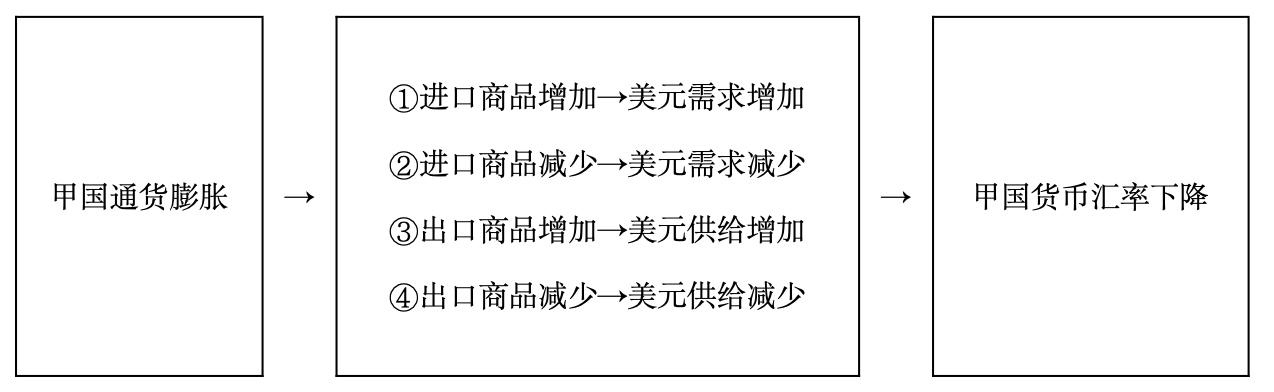 甲国通货膨胀
→
①进口商品增加→美元需求增加
②进口商品减少→美元需求减少
③出口商品增加→美元供给增加
④出口商品减少→美元供给减少
→
甲国货币汇率下降